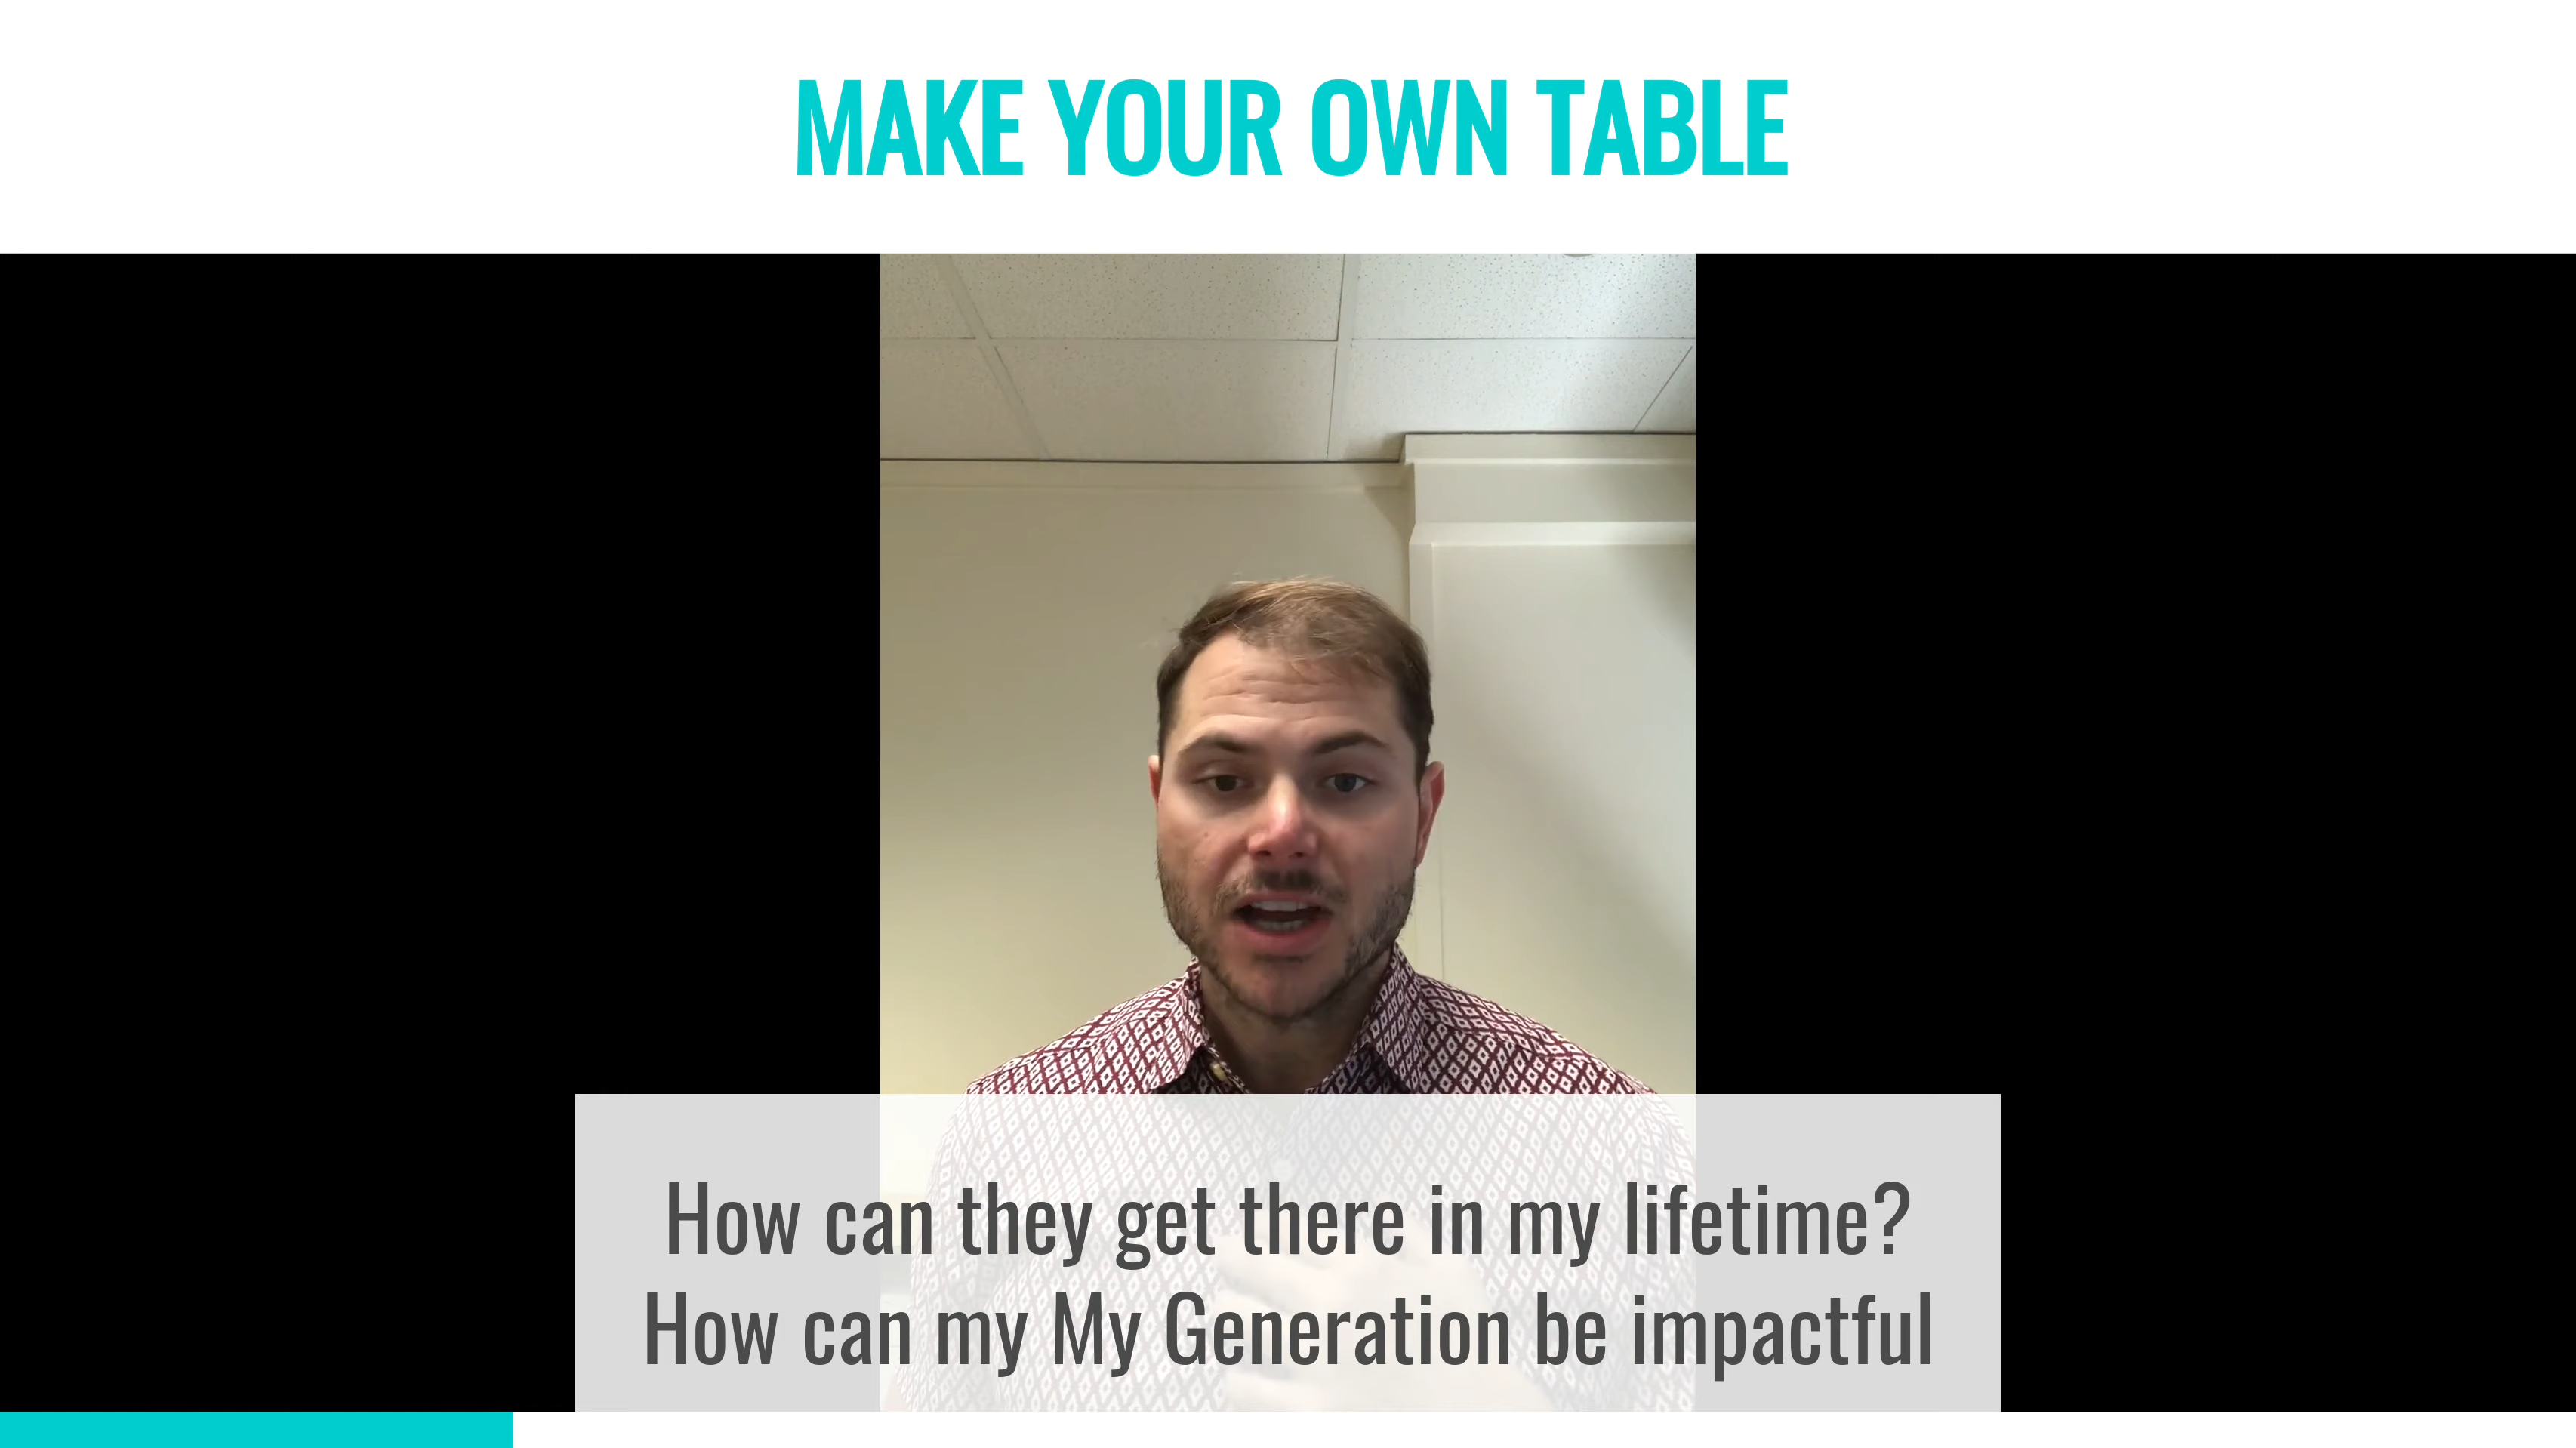 MAKE YOUR OWN TABLE
How can they get there in my lifetime?
How can my My Generation be impactful